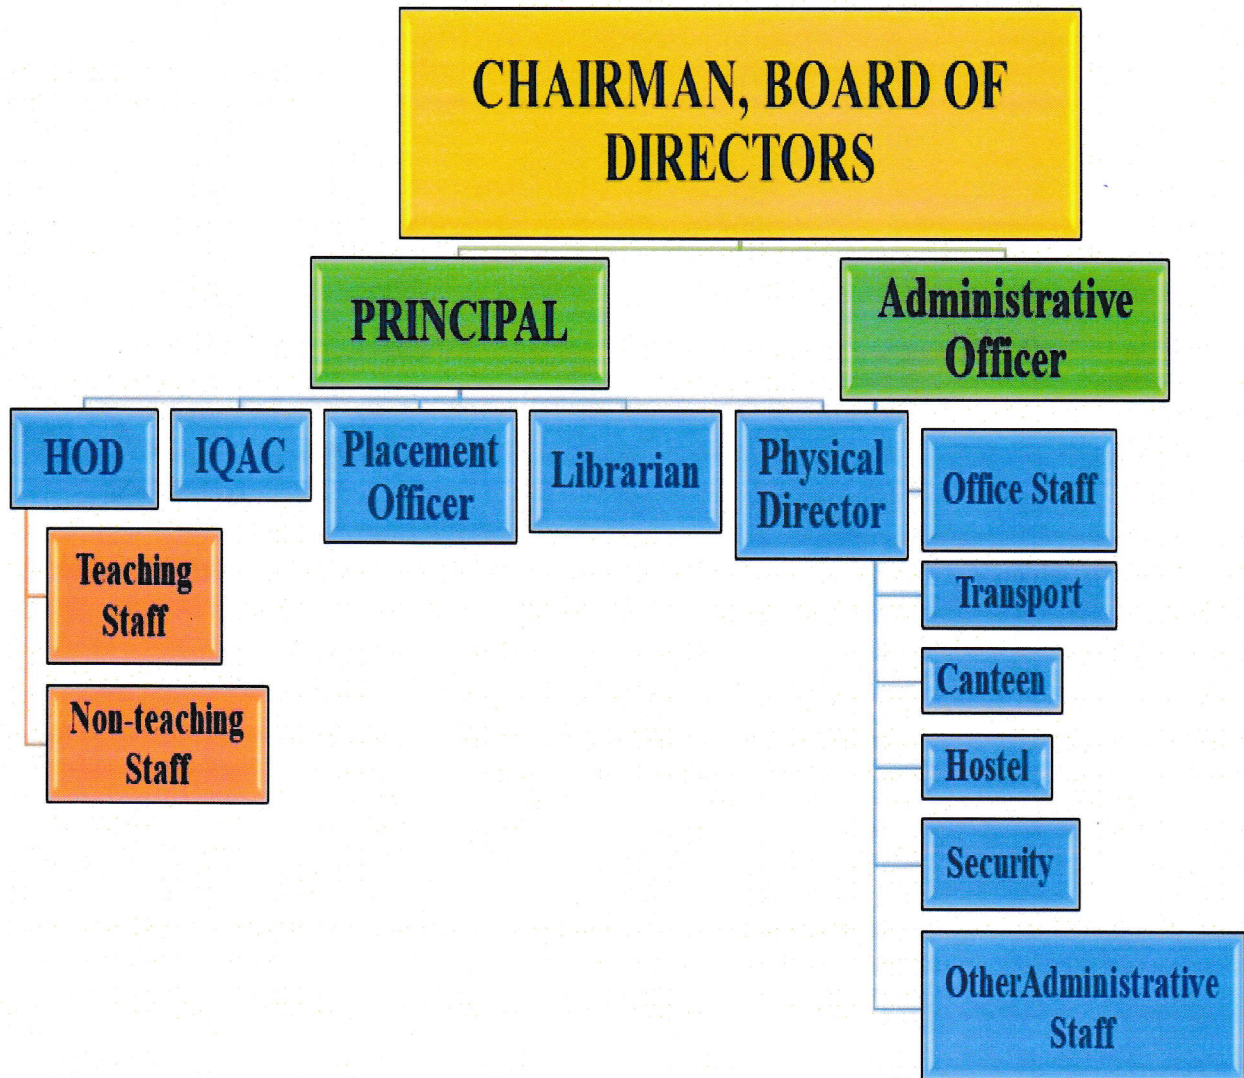 CHAIRMAN, BOARD OF
DIRECTORS
PRINCIPAL
Administrative
Officer
HOD
IQAC
Placement
Officer
Librarian
Physical
Director
Office Staff
Teaching
Staff
Transport
Non-teaching
Staff
Canteen
Hostel
Security
OtherAdministrative
Staff